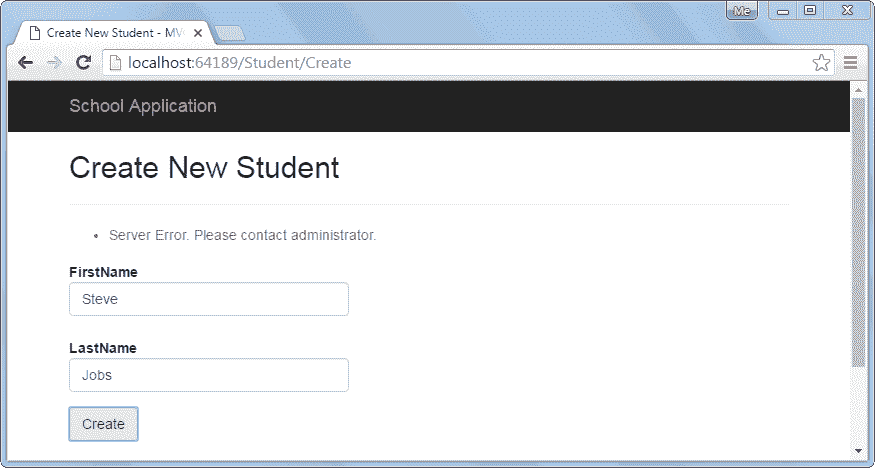 Me
Create New Student - MV
localhost:64189/Student/Create
School Application
Create New Student
Server Error. Please contact administrator.
FirstName
Steve
LastName
Jobs
Create